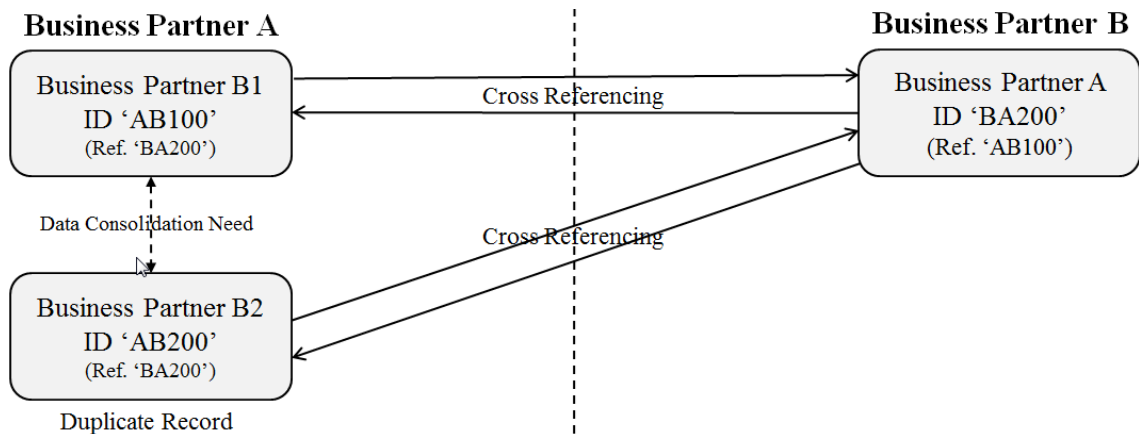 Business Partner A
Business Partner B1
ID ‘AB100’
(Ref. ‘BA200’)
Data Consolidation Need
Business Partner B2
ID ‘AB200’
(Ref. ‘BA200’)
Duplicate Record
Cross Referencing
Cross Referencing
Business Partner B
Business Partner A
ID ‘BA200’
(Ref. ‘AB100’)